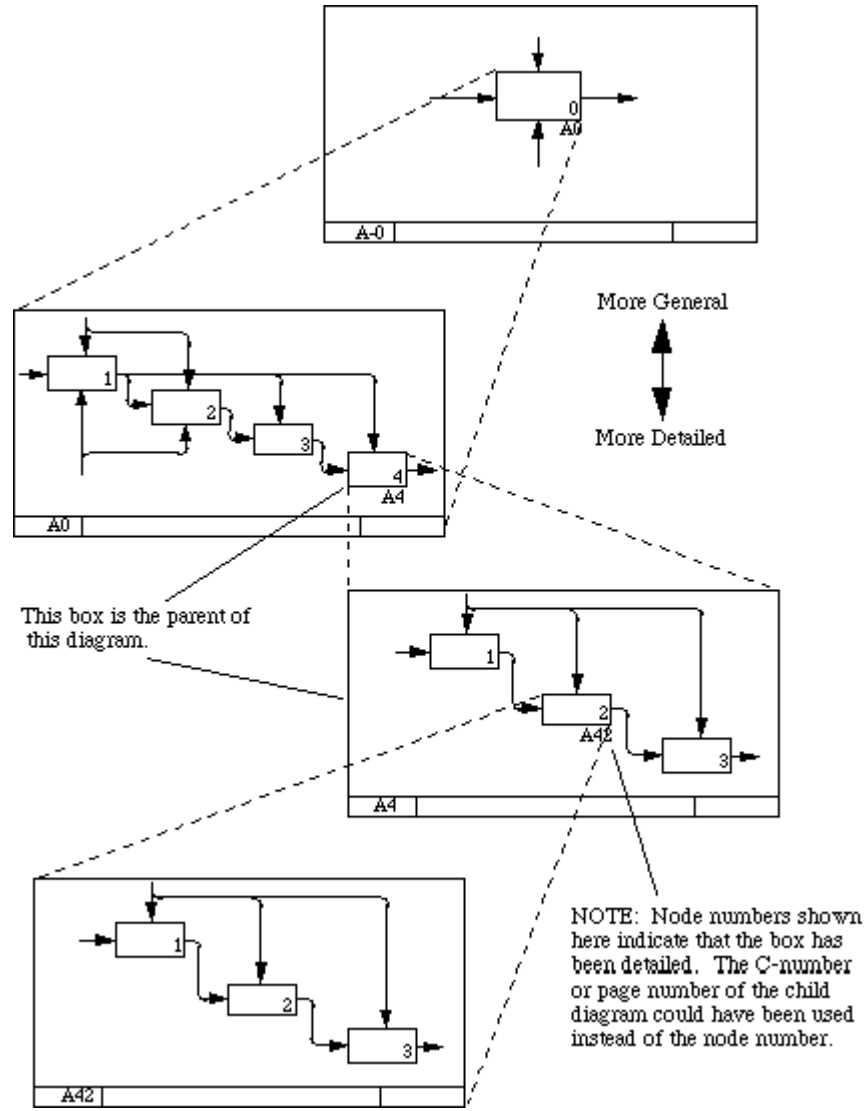 0
A0
A-0
More General
More Detailed
1
2
3
4
A4
A0
This box is the parent of
this diagram.
1
2
A42
3
A4
NOTE: Node numbers shown
here indicate that the box has
been detailed. The C-number
or page number of the child
diagram could have been used
instead of the node number.
1
2
3
A42